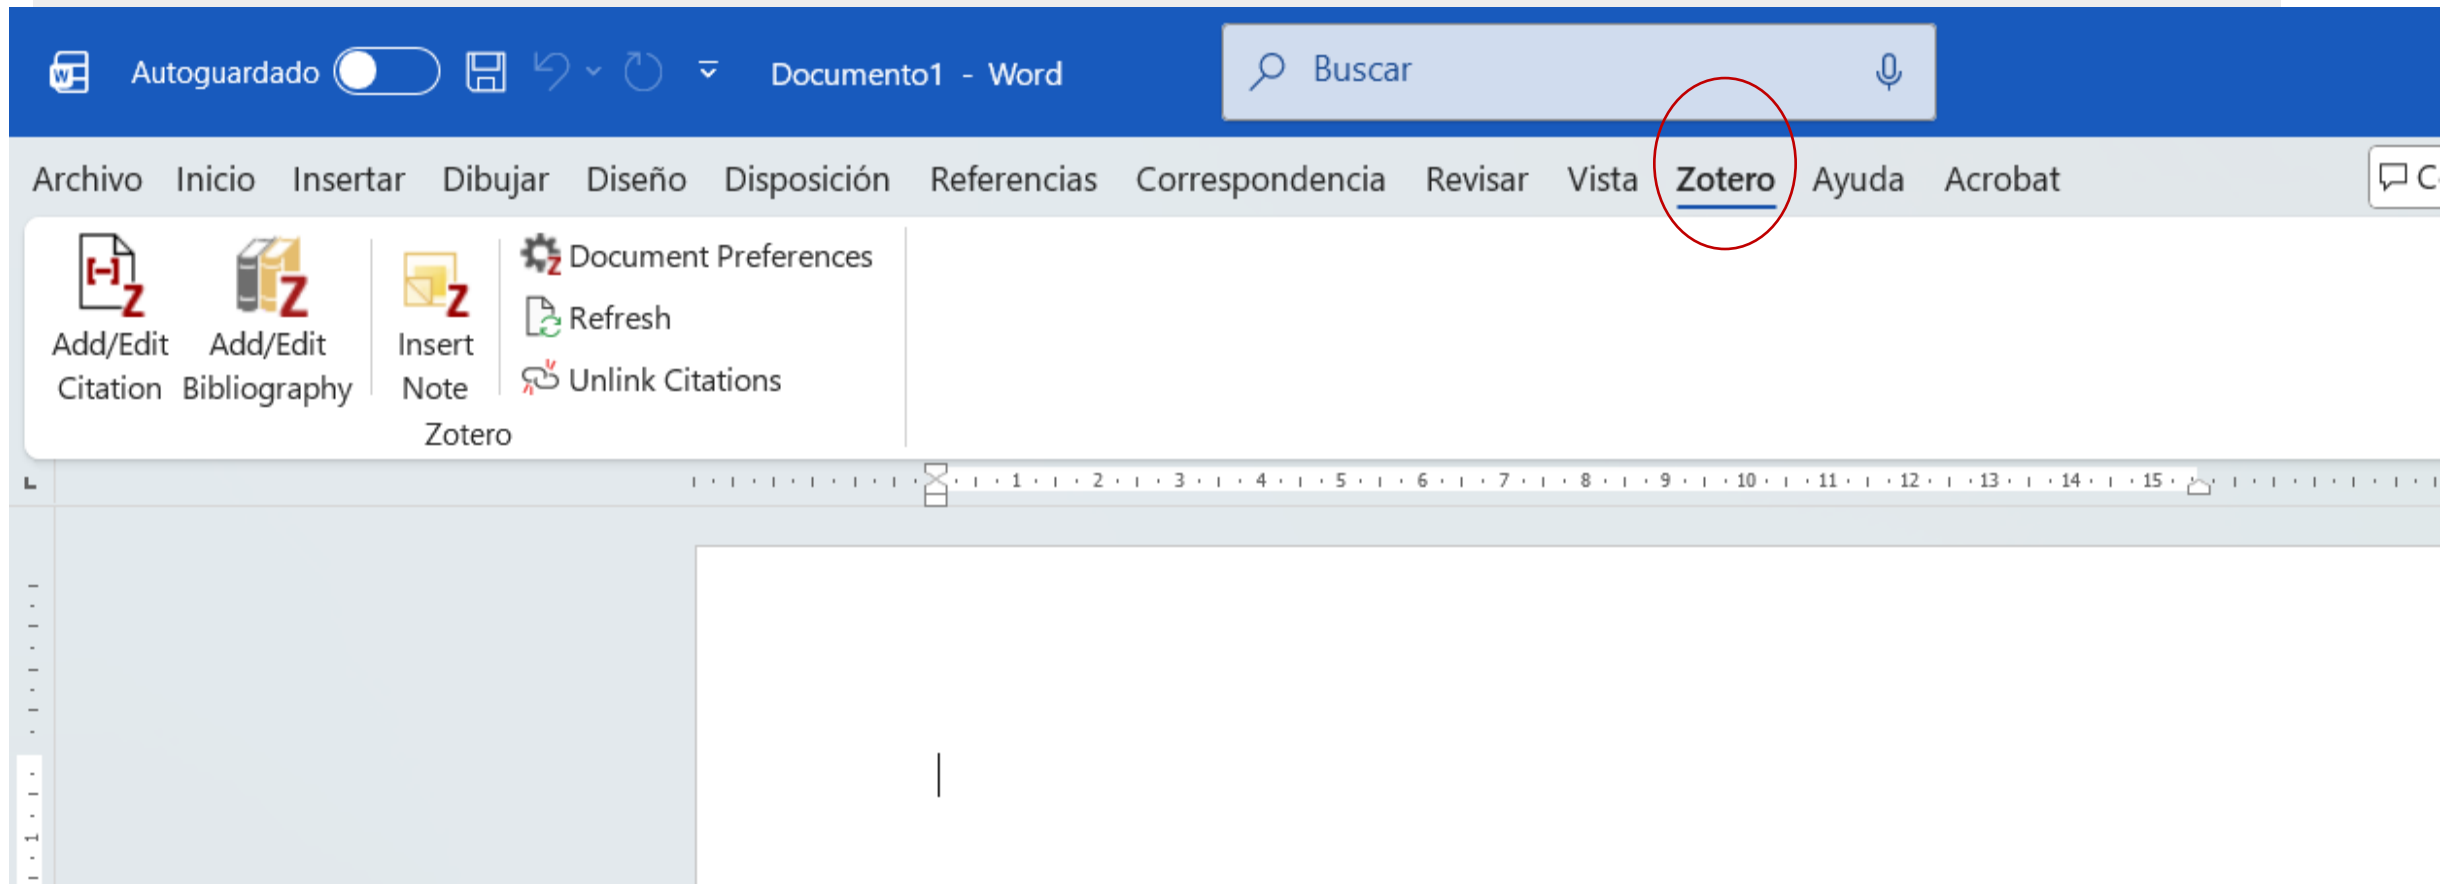 Autoguardado Documento1 - Word Buscar
Archivo Inicio Insertar Dibujar Diseño Disposición Referencias Correspondencia Revisar Vista Zotero Ayuda Acrobat
Add/Edit Citation
Add/Edit Bibliography
Insert Note
Document Preferences
Refresh
Unlink Citations
Zotero
1 2 3 4 5 6 7 8 9 10 11 12 13 14 15
1